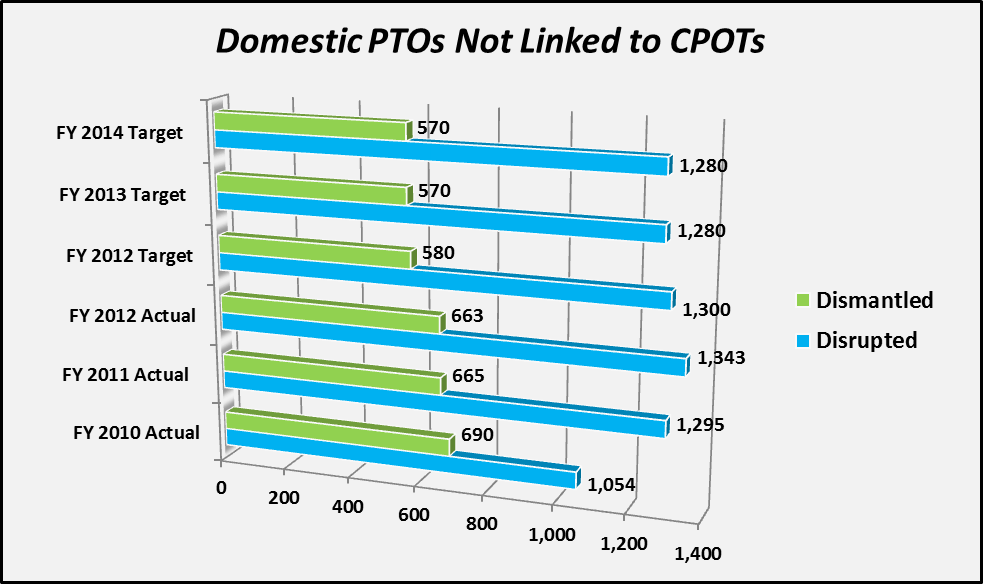 Domestic PTOs Not Linked to CPOTs
FY 2014 Target
570
1,280
FY 2013 Target
570
1,280
FY 2012 Target
580
1,300
FY 2012 Actual
663
1,343
FY 2011 Actual
665
1,295
FY 2010 Actual
690
1,054
0
200
400
600
800
1,000
1,200
1,400
Dismantled
Disrupted